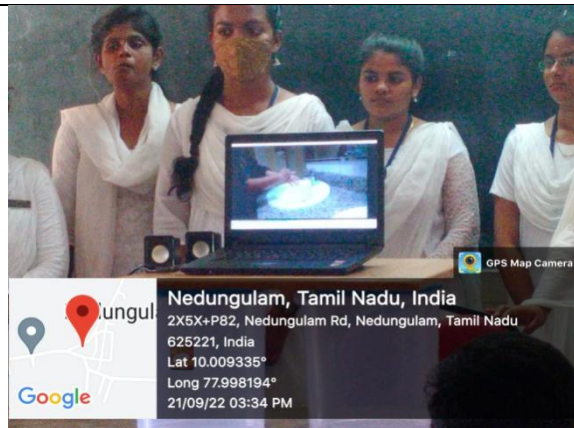 GPS Map Camera
Nedungulam, Tamil Nadu, India
2X5X+P82, Nedungulam Rd, Nedungulam, Tamil Nadu
625221, India
Lat 10.009335°
Long 77.998194°
21/09/22 03:34 PM
Google